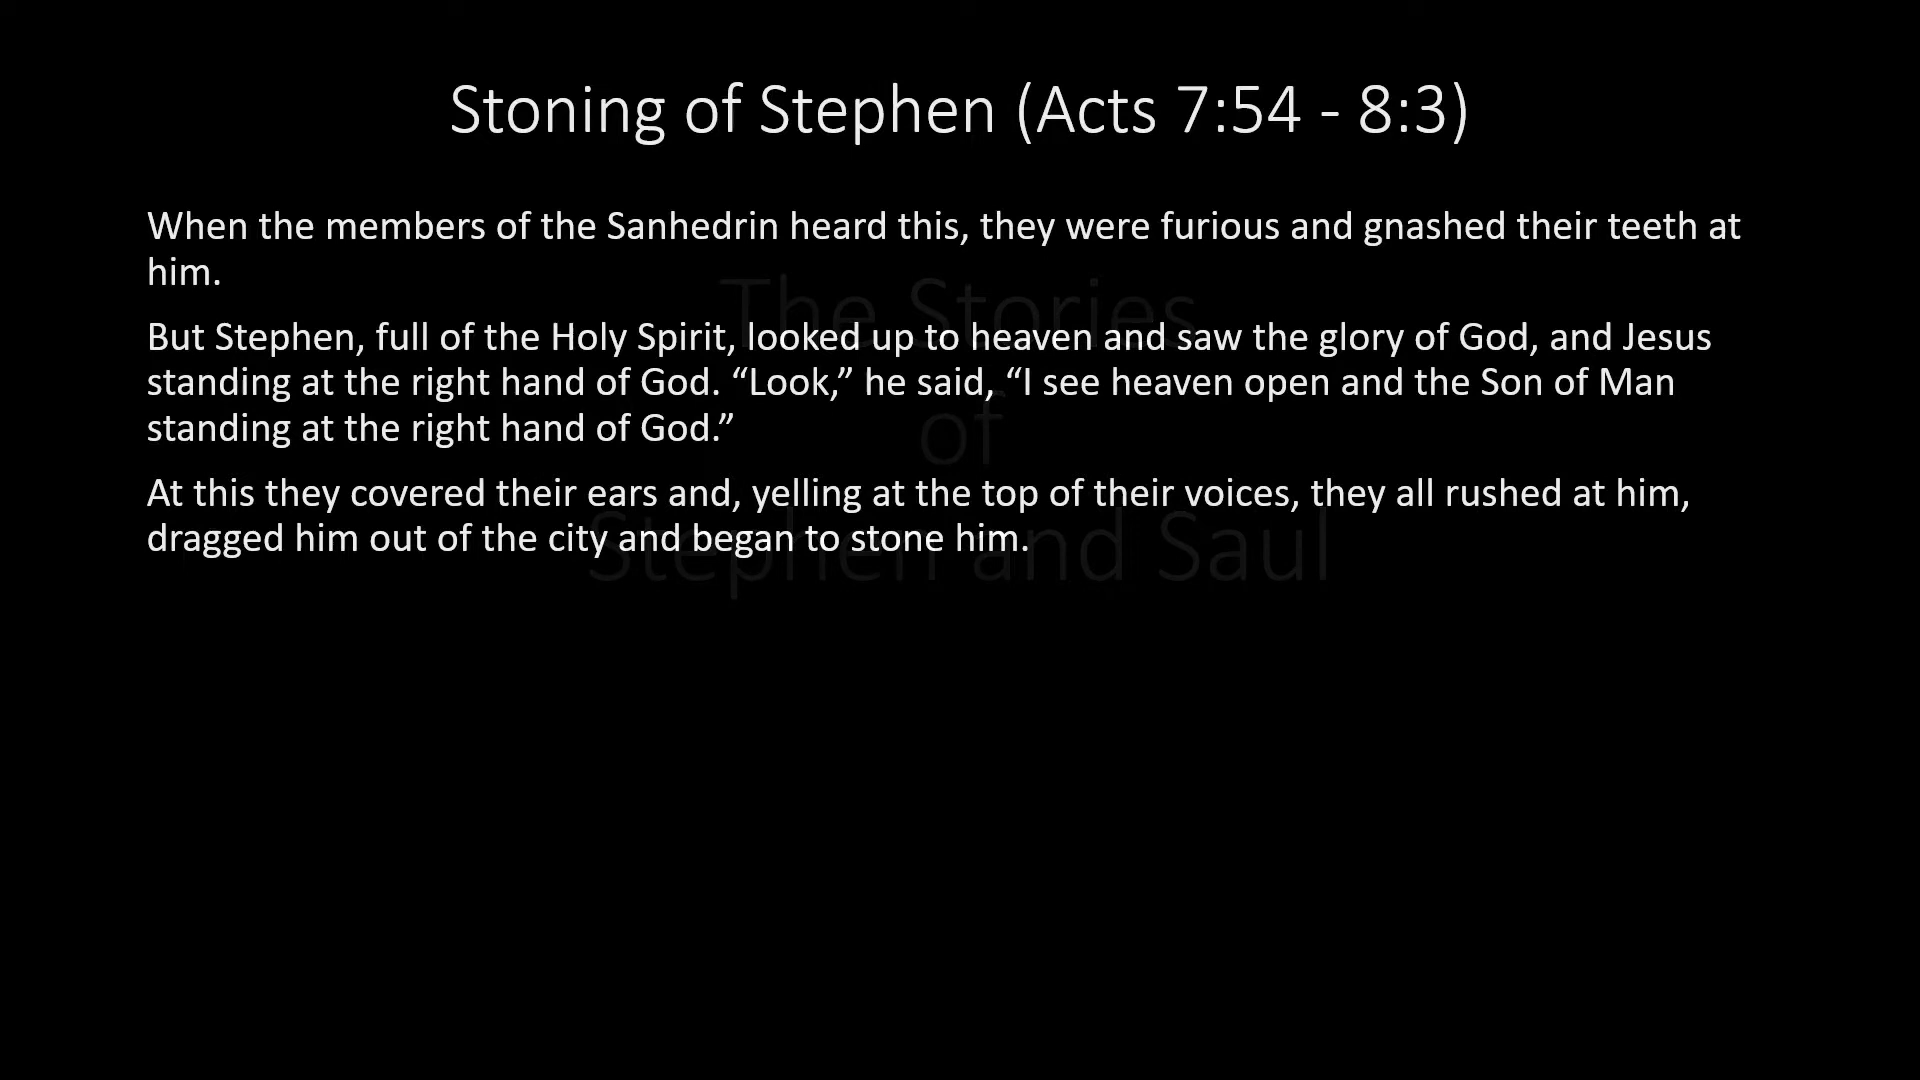 Stoning of Stephen (Acts 7:54 - 8:3)
When the members of the Sanhedrin heard this, they were furious and gnashed their teeth at
him.
But Stephen, full of the Holy Spirit, looked up to heaven and saw the glory of God, and Jesus
standing at the right hand of God. “Look,” he said, “I see heaven open and the Son of Man
standing at the right hand of God.”
At this they covered their ears and, yelling at the top of their voices, they all rushed at him,
dragged him out of the city and began to stone him.
The Stories
of
Stephen and Saul